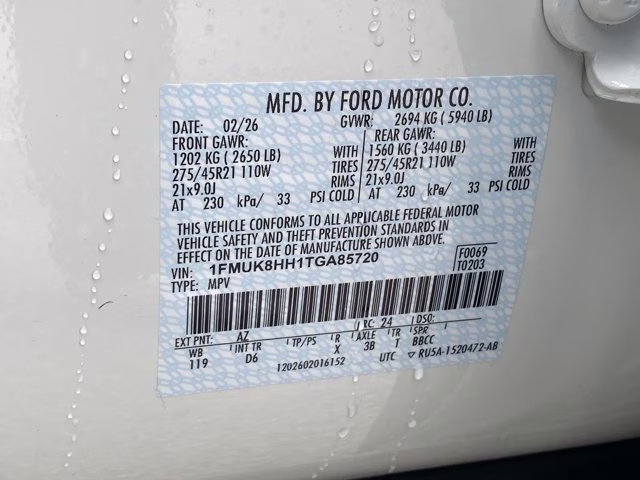 MFD. BY FORD MOTOR CO.
DATE: 02/26 GVWR: 2694 KG (5940 LB)
FRONT GAWR: REAR GAWR:
1202 KG (2650 LB) WITH 1560 KG (3440 LB) WITH
275/45R21 110W TIRES 275/45R21 110W TIRES
21x9.0J RIMS 21x9.0J RIMS
AT 230 kPa/ 33 PSI COLD AT 230 kPa/ 33 PSI COLD
THIS VEHICLE CONFORMS TO ALL APPLICABLE FEDERAL MOTOR
VEHICLE SAFETY AND THEFT PREVENTION STANDARDS IN
EFFECT ON THE DATE OF MANUFACTURE SHOWN ABOVE.
VIN: 1FMUK8HH1TGA85720 F0069
TYPE: MPV T0203
EXT PNT: AZ RC: 24 DSO:
WB INT TR TP/PS R AXLE TR SPR
119 D6 X 3B T BBCC
1202602016152 UTC ▽ RU5A-1520472-AB